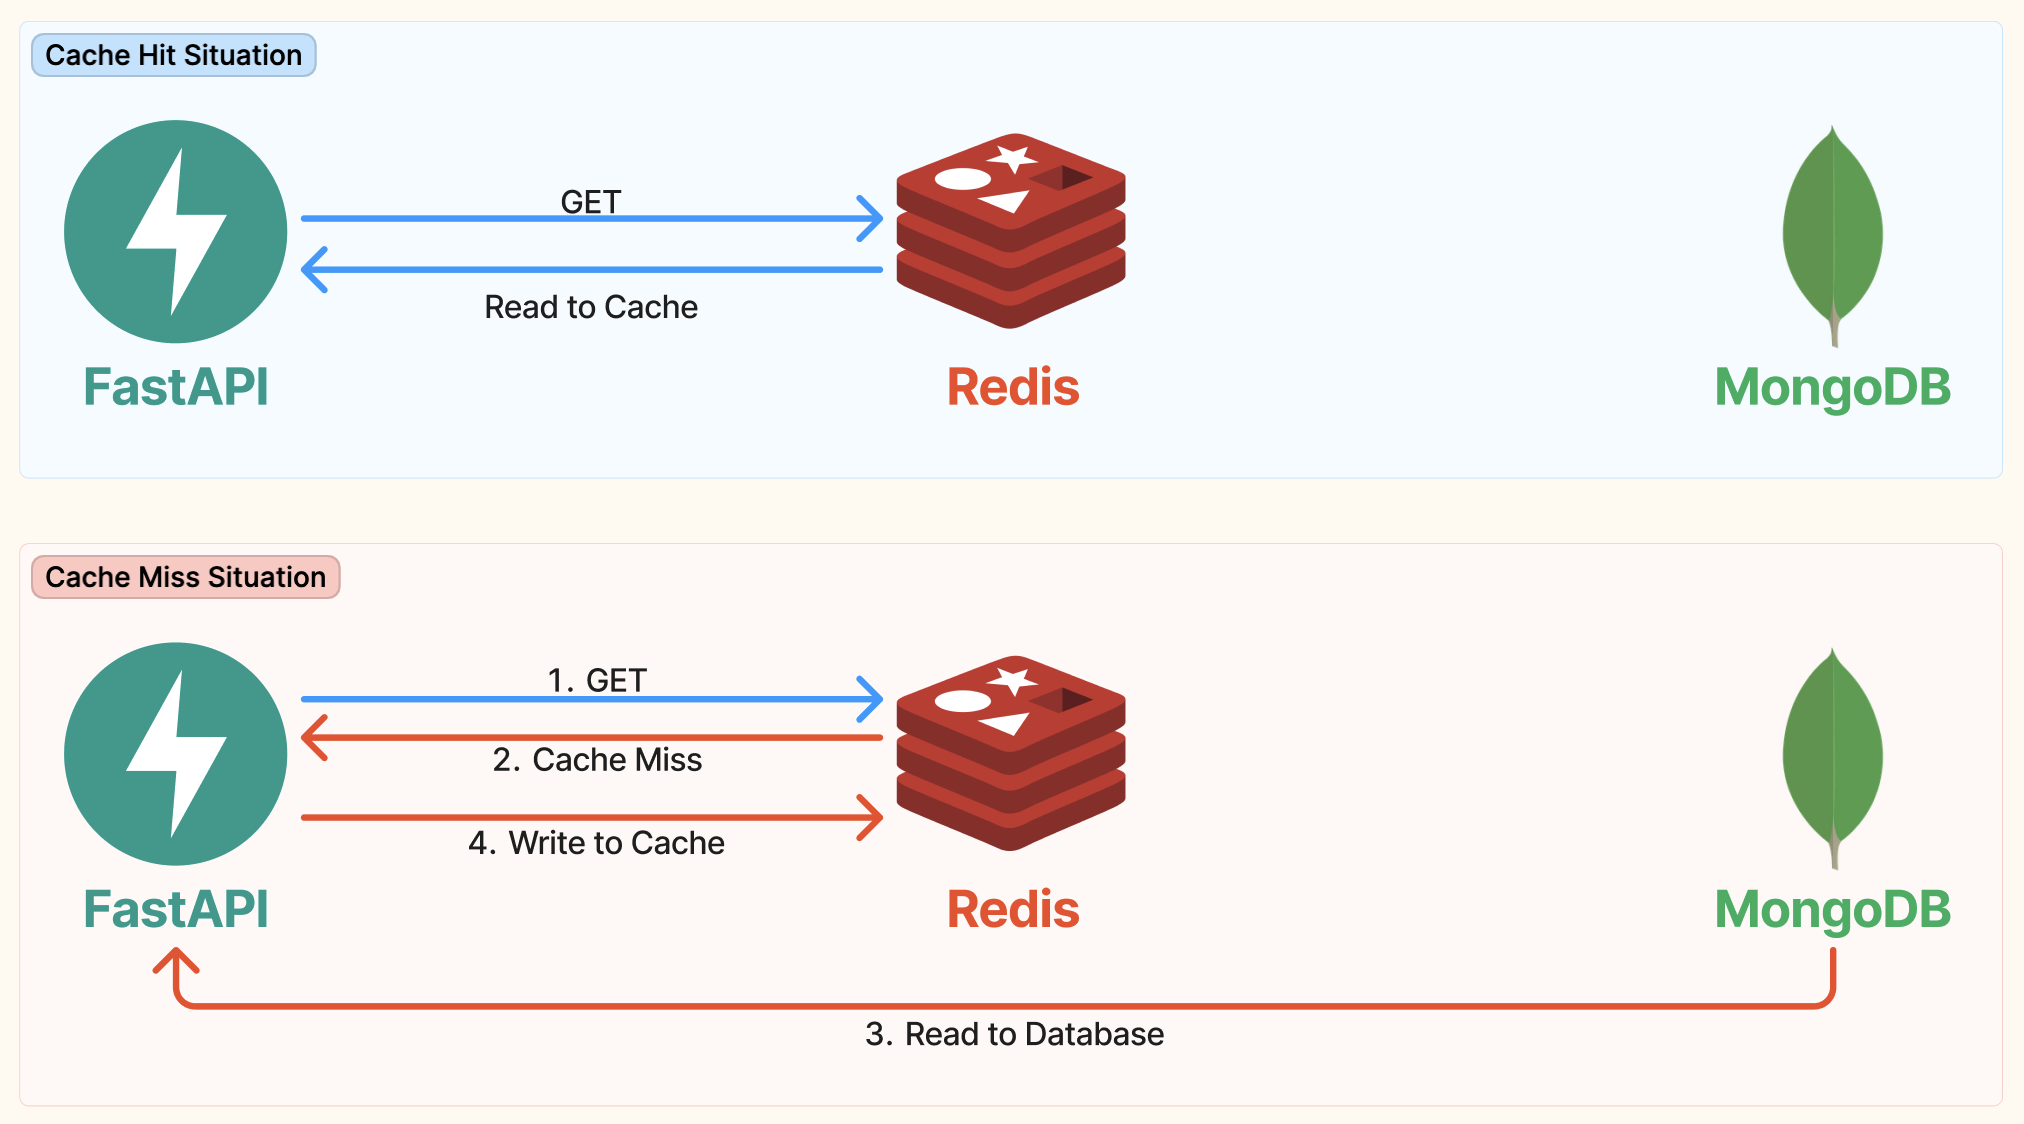 Cache Hit Situation
GET
Read to Cache
FastAPI
Redis
MongoDB
Cache Miss Situation
1. GET
2. Cache Miss
4. Write to Cache
FastAPI
Redis
MongoDB
3. Read to Database